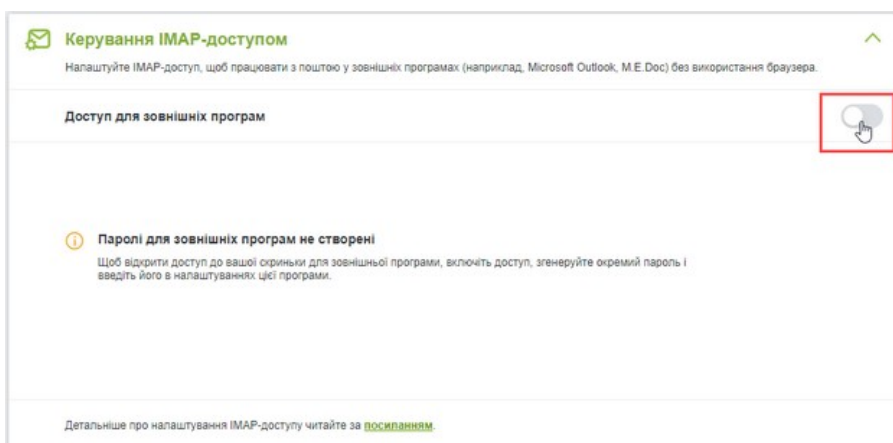 Керування IMAP-доступом
Налаштуйте IMAP-доступ, щоб працювати з поштою у зовнішніх програмах (наприклад, Microsoft Outlook, M.E.Doc) без використання браузера.
Доступ для зовнішніх програм
Паролі для зовнішніх програм не створені
Щоб відкрити доступ до вашої скриньки для зовнішньої програми, включіть доступ, згенеруйте окремий пароль і
введіть його в налаштуваннях цієї програми.
Детальніше про налаштування IMAP-доступу читайте за посиланням.